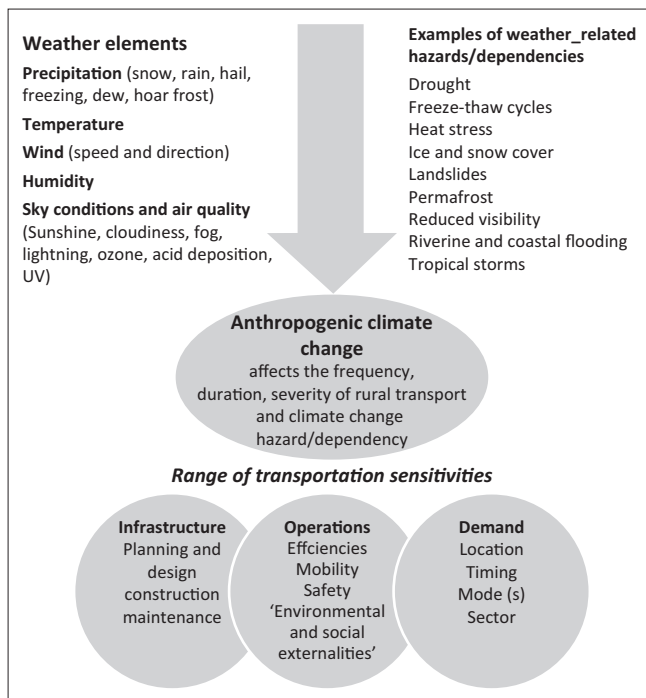 Weather elements
Precipitation (snow, rain, hail,
freezing, dew, hoar frost)
Temperature
Wind (speed and direction)
Humidity
Sky conditions and air quality
(Sunshine, cloudiness, fog,
lightning, ozone, acid deposition,
UV)
Examples of weather_related
hazards/dependencies
Drought
Freeze-thaw cycles
Heat stress
Ice and snow cover
Landslides
Permafrost
Reduced visibility
Riverine and coastal flooding
Tropical storms
Anthropogenic climate
change
affects the frequency,
duration, severity of rural transport
and climate change
hazard/dependency
Range of transportation sensitivities
Infrastructure
Planning and
design
construction
maintenance
Operations
Effciencies
Mobility
Safety
‘Environmental
and social
externalities’
Demand
Location
Timing
Mode (s)
Sector